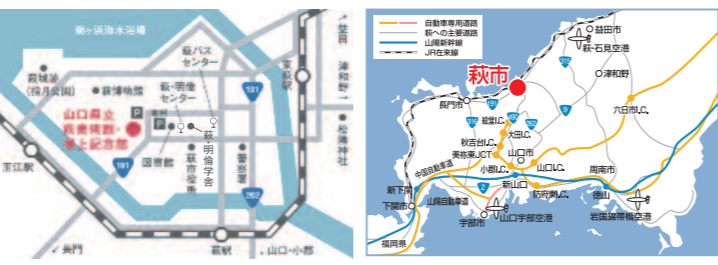 菊ヶ浜海水浴場
萩バス
センター
萩城跡
(指月公園)
萩博物館
萩・明倫
センター
191
東萩駅
益田
津和野
山口県立
萩美術館・
浦上記念館
P
P
図書館
萩・明倫学舎
萩市役所
警察署
松陰神社
玉江駅
191
262
長門
萩駅
山口・小郡
自動車専用道路
萩への主要道路
山陽新幹線
JR在来線
益田市
萩・石見空港
315
津和野
萩市
長門市
191
490
262
9
六日市I.C.
316
絵堂I.C.
大田I.C.
秋吉台I.C.
山口市
美祢東JCT
小郡I.C.
山口I.C.
中国自動車道
周南市
新下関
新山口
2
防府東I.C.
徳山
下関市
山陽自動車道
宇部市
山口宇部空港
岩国錦帯橋空港
福岡県